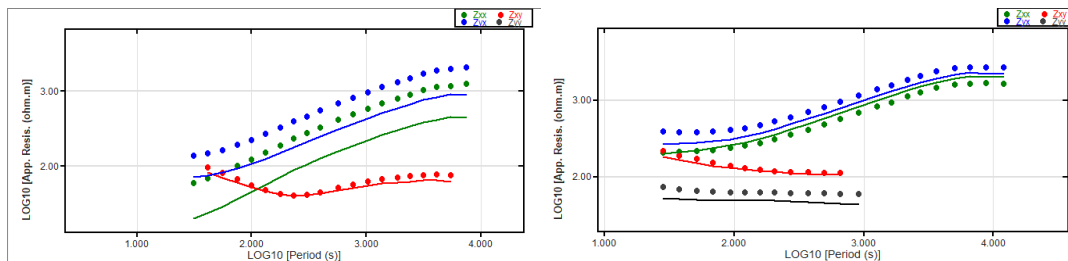 Zxx Zxy
Zyx Zyy
LOG10 [App. Resis. (ohm.m)]
3.00
2.00
1.000 2.000 3.000 4.000
LOG10 [Period (s)]
Zxx Zxy
Zyx Zyy
LOG10 [App. Resis. (ohm.m)]
3.00
2.00
1.000 2.000 3.000 4.000
LOG10 [Period (s)]